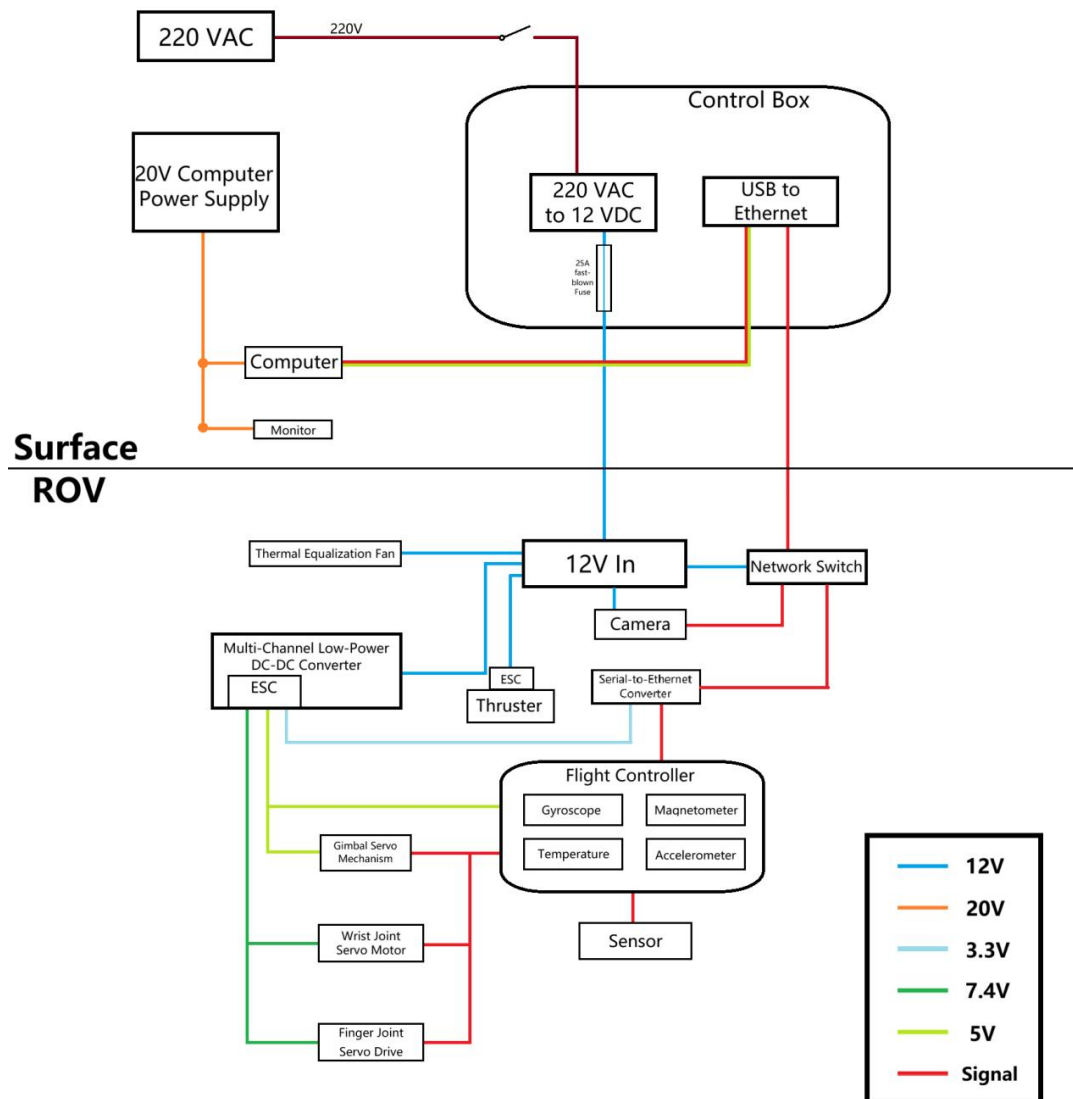 220 VAC
220V
Control Box
20V Computer
Power Supply
220 VAC
to 12 VDC
USB to
Ethernet
25A
fast-
blown
Fuse
Computer
Monitor
Surface
ROV
Thermal Equalization Fan
12V In
Network Switch
Camera
Multi-Channel Low-Power
DC-DC Converter
ESC
ESC
Thruster
Serial-to-Ethernet
Converter
Flight Controller
Gyroscope
Magnetometer
Temperature
Accelerometer
Gimbal Servo
Mechanism
Wrist Joint
Servo Motor
Sensor
Finger Joint
Servo Drive
12V
20V
3.3V
7.4V
5V
Signal